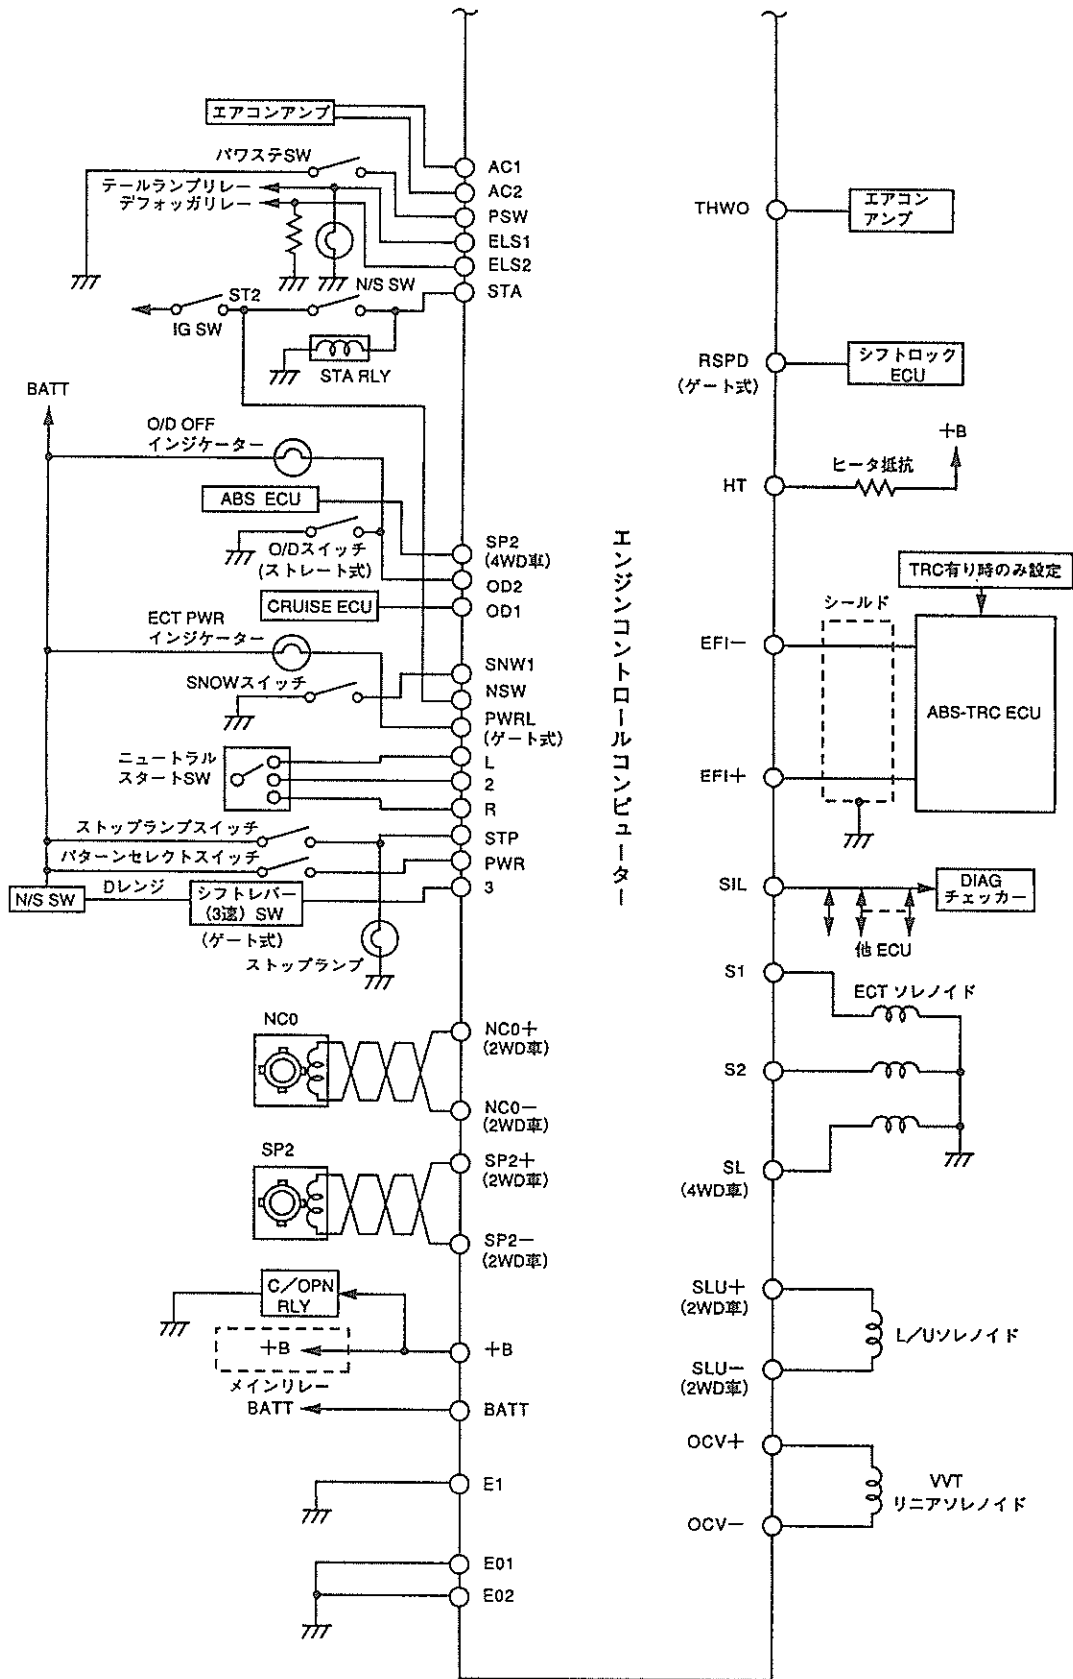 エアコンアンプ
パワステSW
テールランプリレー
デフォッガリレー
AC1
AC2
PSW
ELS1
ELS2
STA
N/S SW
ST2
IG SW
STA RLY
BATT
O/D OFF
インジケーター
ABS ECU
O/Dスイッチ
(ストレート式)
SP2
(4WD車)
OD2
OD1
CRUISE ECU
ECT PWR
インジケーター
SNOWスイッチ
SNW1
NSW
PWRL
(ゲート式)
ニュートラル
スタートSW
L
2
R
ストップランプスイッチ
STP
パターンセレクトスイッチ
PWR
N/S SW
Dレンジ
シフトレバー
(3速) SW
(ゲート式)
3
ストップランプ
NC0
NC0+
(2WD車)
NC0−
(2WD車)
SP2
SP2+
(2WD車)
SP2−
(2WD車)
C/OPN
RLY
+B
+B
メインリレー
BATT
BATT
E1
E01
E02
エンジンコントロールコンピューター
THWO
エアコン
アンプ
RSPD
(ゲート式)
シフトロック
ECU
+B
HT
ヒータ抵抗
TRC有り時のみ設定
シールド
EFI−
ABS-TRC ECU
EFI+
SIL
DIAG
チェッカー
他 ECU
S1
ECT ソレノイド
S2
SL
(4WD車)
SLU+
(2WD車)
L/Uソレノイド
SLU−
(2WD車)
OCV+
VVT
リニアソレノイド
OCV−